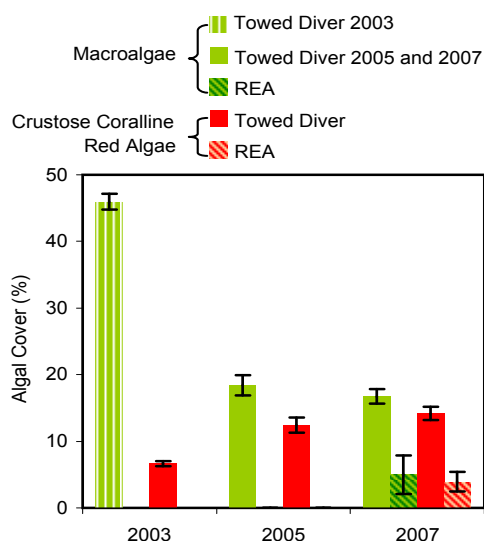 Towed Diver 2003
Macroalgae
Towed Diver 2005 and 2007
REA
Crustose Coralline
Red Algae
Towed Diver
REA
50
40
30
20
10
0
Algal Cover (%)
2003
2005
2007